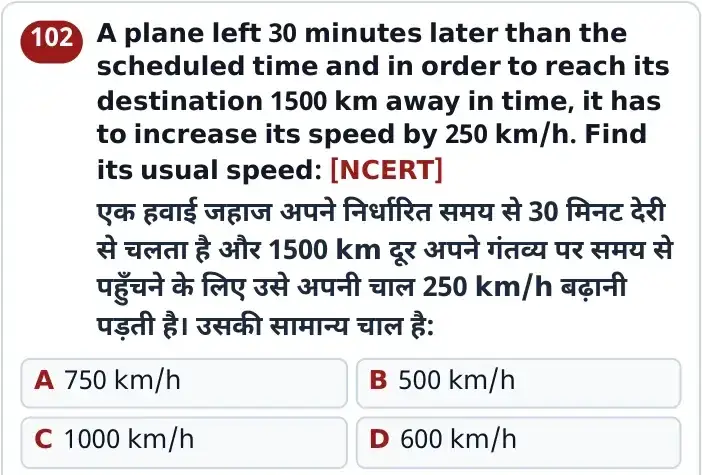 102 A plane left 30 minutes later than the
scheduled time and in order to reach its
destination 1500 km away in time, it has
to increase its speed by 250 km/h. Find
its usual speed: [NCERT]
एक हवाई जहाज अपने निर्धारित समय से 30 मिनट देरी
से चलता है और 1500 km दूर अपने गंतव्य पर समय से
पहुँचने के लिए उसे अपनी चाल 250 km/h बढ़ानी
पड़ती है। उसकी सामान्य चाल है:
A 750 km/h B 500 km/h
C 1000 km/h D 600 km/h